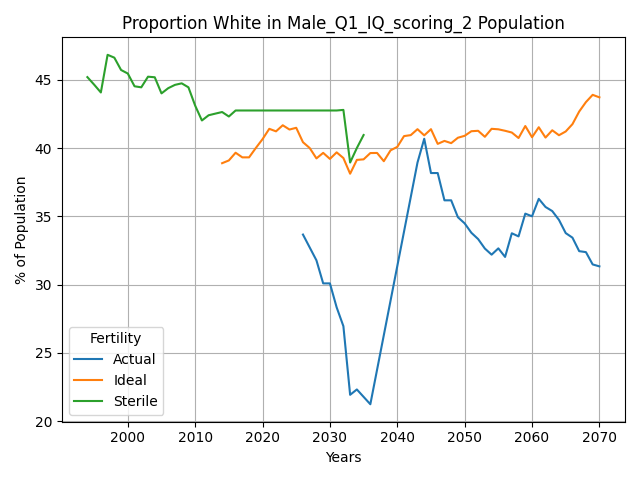 Proportion White in Male_Q1_IQ_scoring_2 Population
% of Population
45
40
35
30
25
20
Fertility
Actual
Ideal
Sterile
2000 2010 2020 2030 2040 2050 2060 2070
Years